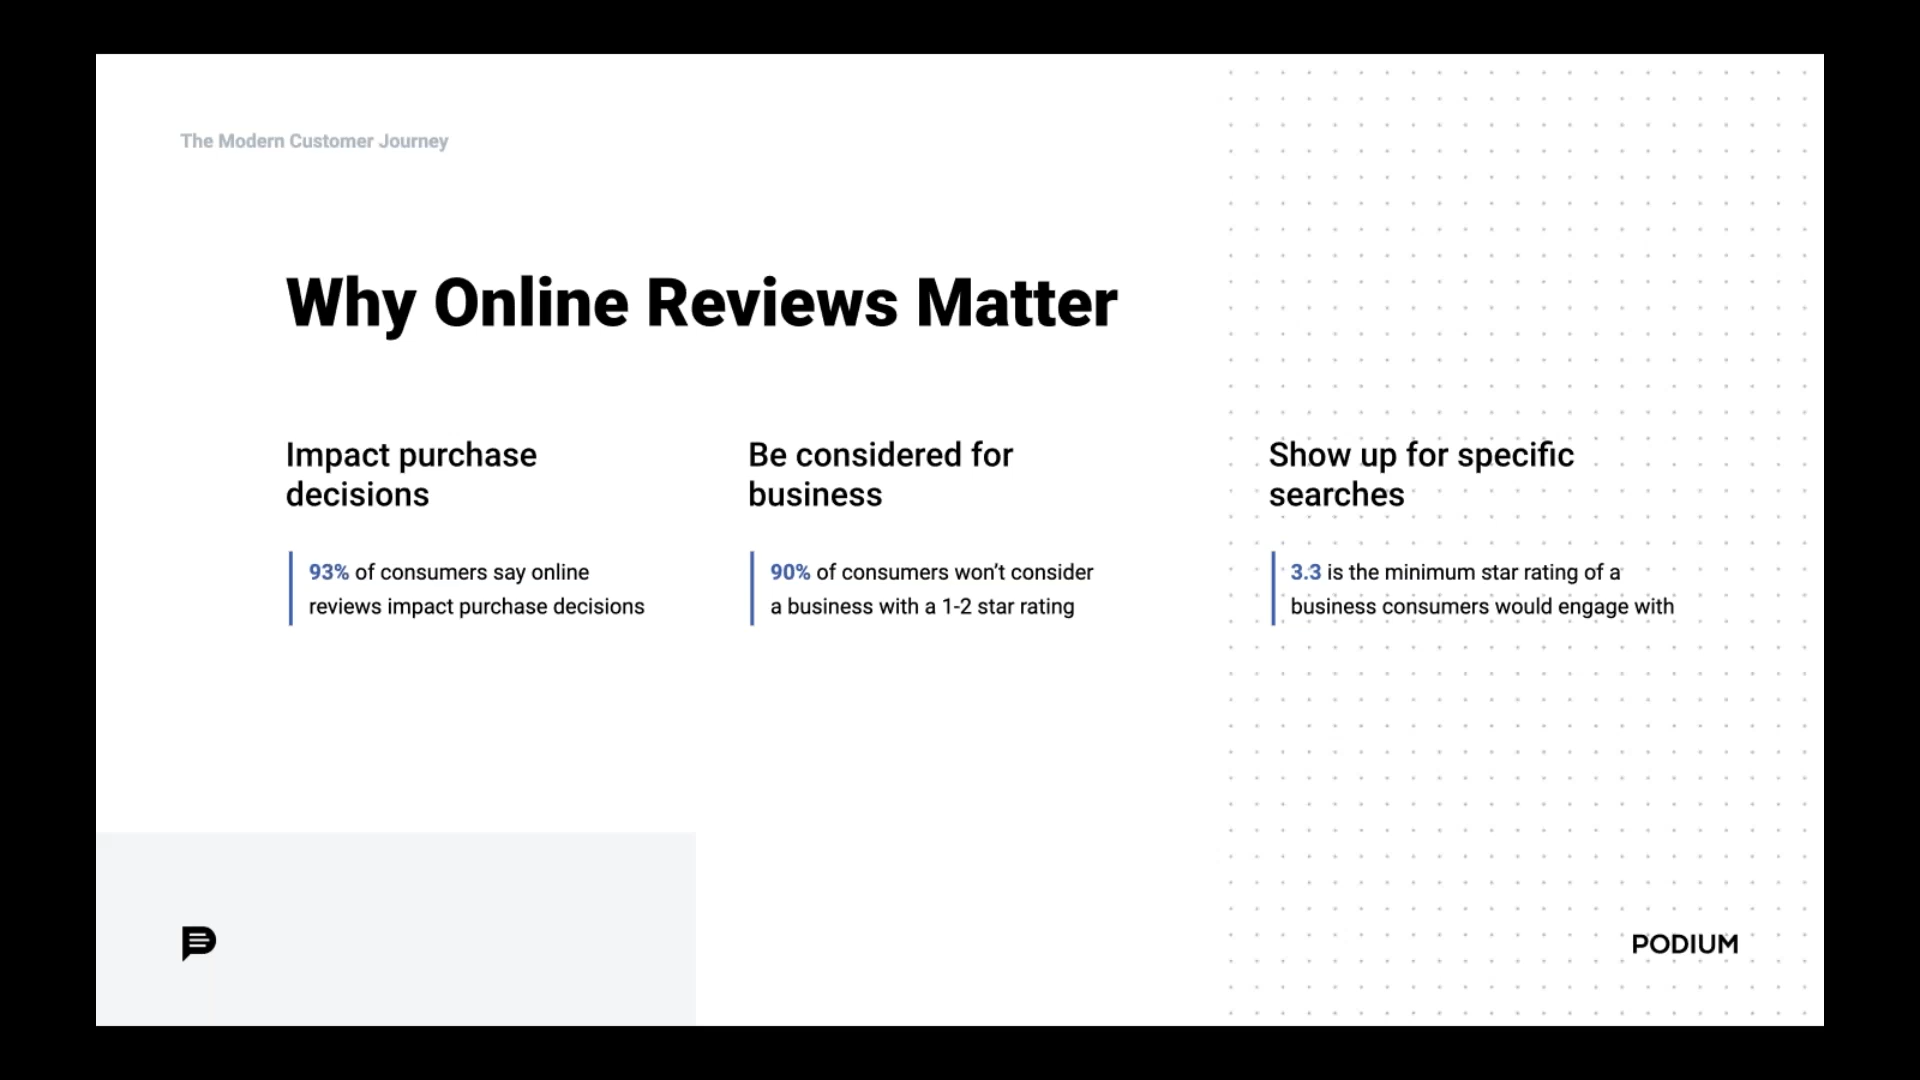 The Modern Customer Journey
Why Online Reviews Matter
Impact purchase
decisions
93% of consumers say online
reviews impact purchase decisions
Be considered for
business
90% of consumers won’t consider
a business with a 1-2 star rating
Show up for specific
searches
3.3 is the minimum star rating of a
business consumers would engage with
PODIUM